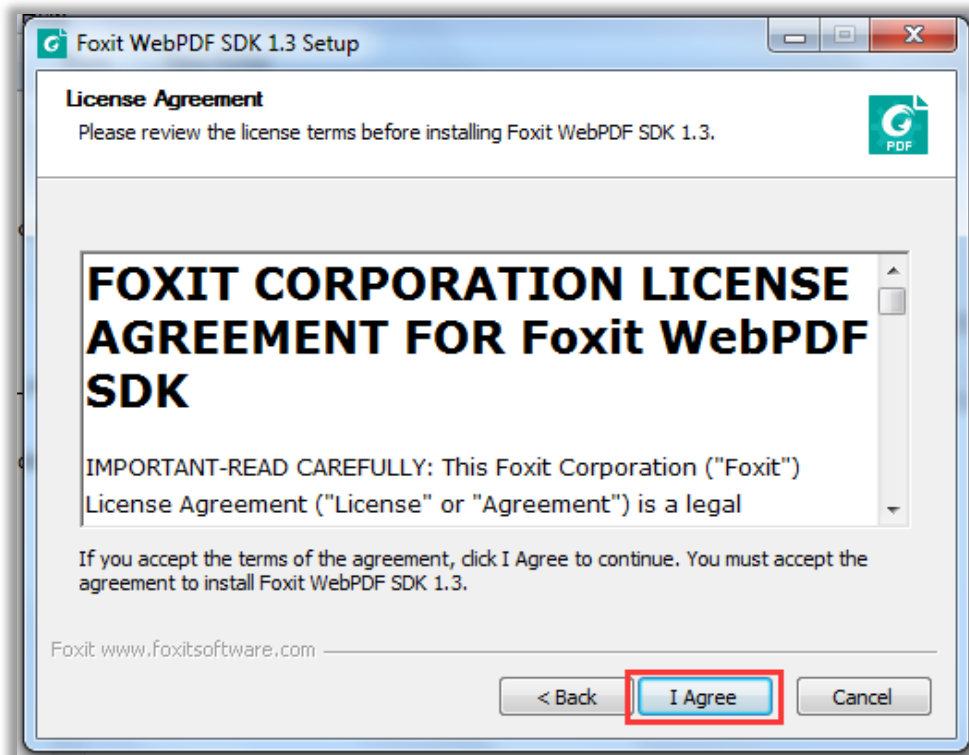 Foxit WebPDF SDK 1.3 Setup
License Agreement
Please review the license terms before installing Foxit WebPDF SDK 1.3.
PDF
FOXIT CORPORATION LICENSE
AGREEMENT FOR Foxit WebPDF
SDK
IMPORTANT-READ CAREFULLY: This Foxit Corporation ("Foxit")
License Agreement ("License" or "Agreement") is a legal
If you accept the terms of the agreement, click I Agree to continue. You must accept the
agreement to install Foxit WebPDF SDK 1.3.
Foxit www.foxitsoftware.com
< Back I Agree Cancel